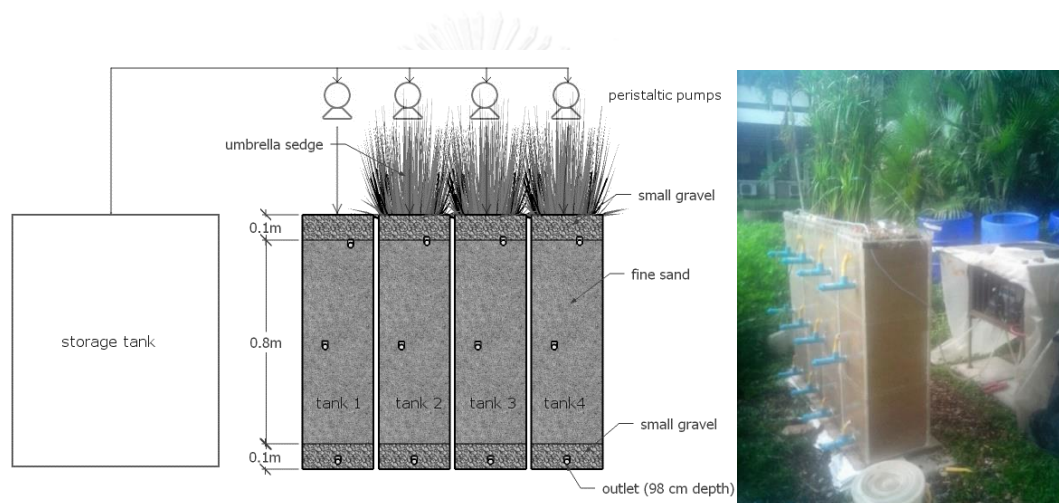 peristaltic pumps
umbrella sedge
small gravel
0.1m
fine sand
storage tank
0.8m
tank 1
tank 2
tank 3
tank4
small gravel
0.1m
outlet (98 cm depth)